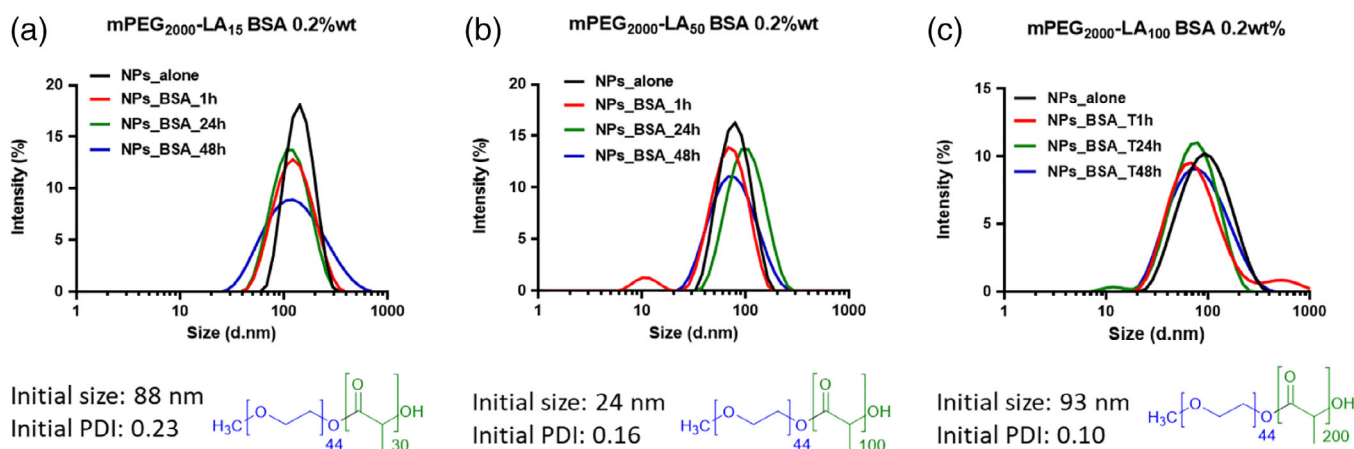 (a) mPEG2000-LA15 BSA 0.2%wt
20
15
10
5
0
Intensity (%)
NPs_alone
NPs_BSA_1h
NPs_BSA_24h
NPs_BSA_48h
1 10 100 1000
Size (d.nm)
Initial size: 88 nm
Initial PDI: 0.23
H3C O O 44 O 30 OH
(b) mPEG2000-LA50 BSA 0.2%wt
20
15
10
5
0
Intensity (%)
NPs_alone
NPs_BSA_1h
NPs_BSA_24h
NPs_BSA_48h
1 10 100 1000
Size (d.nm)
Initial size: 24 nm
Initial PDI: 0.16
H3C O O 44 O 100 OH
(c) mPEG2000-LA100 BSA 0.2wt%
15
10
5
0
Intensity (%)
NPs_alone
NPs_BSA_T1h
NPs_BSA_T24h
NPs_BSA_T48h
1 10 100 1000
Size (d.nm)
Initial size: 93 nm
Initial PDI: 0.10
H3C O O 44 O 200 OH